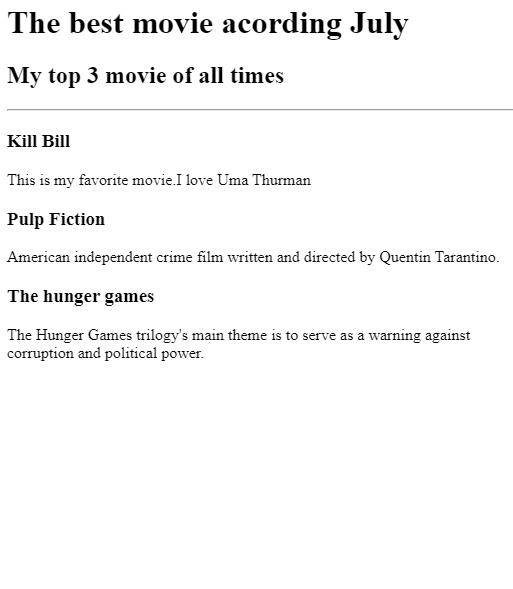 The best movie acording July
My top 3 movie of all times
Kill Bill
This is my favorite movie.I love Uma Thurman
Pulp Fiction
American independent crime film written and directed by Quentin Tarantino.
The hunger games
The Hunger Games trilogy's main theme is to serve as a warning against
corruption and political power.